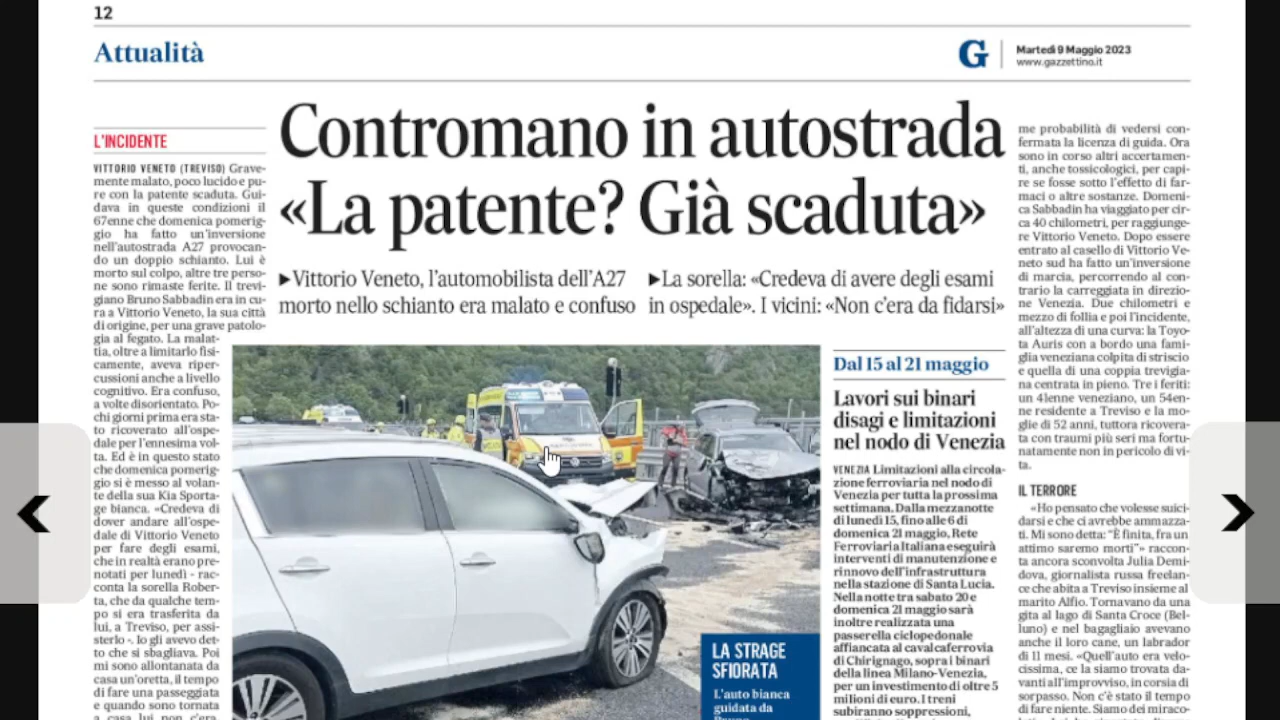 12
Attualità
G
Martedì 9 Maggio 2023
www.gazzettino.it
L'INCIDENTE
Contromano in autostrada
«La patente? Già scaduta»
▶Vittorio Veneto, l'automobilista dell'A27
morto nello schianto era malato e confuso
▶La sorella: «Credeva di avere degli esami
in ospedale». I vicini: «Non c'era da fidarsi»
VITTORIO VENETO (TREVISO) Grave-
mente malato, poco lucido e pu-
re con la patente scaduta. Gui-
dava in queste condizioni il
67enne che domenica pomerig-
gio ha fatto un'inversione
nell'autostrada A27 provocan-
do un doppio schianto. Lui è
morto sul colpo, altre tre perso-
ne sono rimaste ferite. Il trevi-
giano Bruno Sabbadin era in cu-
ra a Vittorio Veneto, la sua città
di origine, per una grave patolo-
gia al fegato. La malat-
tia, oltre a limitarlo fisi-
camente, aveva riper-
cussioni anche a livello
cognitivo. Era confuso,
a volte disorientato. Po-
chi giorni prima era sta-
to ricoverato all'ospe-
dale per l'ennesima vol-
ta. Ed è in questo stato
che domenica pomerig-
gio si è messo al volan-
te della sua Kia Sporta-
ge bianca. «Credeva di
dover andare all'ospe-
dale di Vittorio Veneto
per fare degli esami,
che in realtà erano pre-
notati per lunedì - rac-
conta la sorella Rober-
ta, che da qualche tem-
po si era trasferita da
lui, a Treviso, per assi-
sterlo -. Io gli avevo det-
to che si sbagliava. Poi
mi sono allontanata da
casa un'oretta, il tempo
di fare una passeggiata
e quando sono tornata
a casa lui non c'era.
LA STRAGE
SFIORATA
L'auto bianca
guidata da
Bruno
Dal 15 al 21 maggio
Lavori sui binari
disagi e limitazioni
nel nodo di Venezia
VENEZIA Limitazioni alla circola-
zione ferroviaria nel nodo di
Venezia per tutta la prossima
settimana. Dalla mezzanotte
di lunedì 15, fino alle 6 di
domenica 21 maggio, Rete
Ferroviaria Italiana eseguirà
interventi di manutenzione e
rinnovo dell'infrastruttura
nella stazione di Santa Lucia.
Nella notte tra sabato 20 e
domenica 21 maggio sarà
inoltre realizzata una
passerella ciclopedonale
affiancata al cavalcaferrovia
di Chirignago, sopra i binari
della linea Milano-Venezia,
per un investimento di oltre 5
milioni di euro. I treni
subiranno soppressioni,
me probabilità di vedersi con-
fermata la licenza di guida. Ora
sono in corso altri accertamen-
ti, anche tossicologici, per capi-
re se fosse sotto l'effetto di far-
maci o altre sostanze. Domeni-
ca Sabbadin ha viaggiato per cir-
ca 40 chilometri, per raggiunge-
re Vittorio Veneto. Dopo essere
entrato al casello di Vittorio Ve-
neto sud ha fatto un'inversione
di marcia, percorrendo al con-
trario la carreggiata in direzio-
ne Venezia. Due chilometri e
mezzo di follia e poi l'incidente,
all'altezza di una curva: la Toyo-
ta Auris con a bordo una fami-
glia veneziana colpita di striscio
e quella di una coppia trevigia-
na centrata in pieno. Tre i feriti:
un 41enne veneziano, un 54en-
ne residente a Treviso e la mo-
glie di 52 anni, tuttora ricovera-
ta con traumi più seri ma fortu-
natamente non in pericolo di vi-
ta.
IL TERRORE
«Ho pensato che volesse suici-
darsi e che ci avrebbe ammazza-
ti. Mi sono detta: "È finita, fra un
attimo saremo morti"» raccon-
ta ancora sconvolta Julia Demi-
dova, giornalista russa freelan-
ce che abita a Treviso insieme al
marito Alfio. Tornavano da una
gita al lago di Santa Croce (Bel-
luno) e nel bagagliaio avevano
anche il loro cane, un labrador
di 11 mesi. «Quell'auto era velo-
cissima, ce la siamo trovata da-
vanti all'improvviso, in corsia di
sorpasso. Non c'è stato il tempo
di fare niente. Siamo dei miraco-